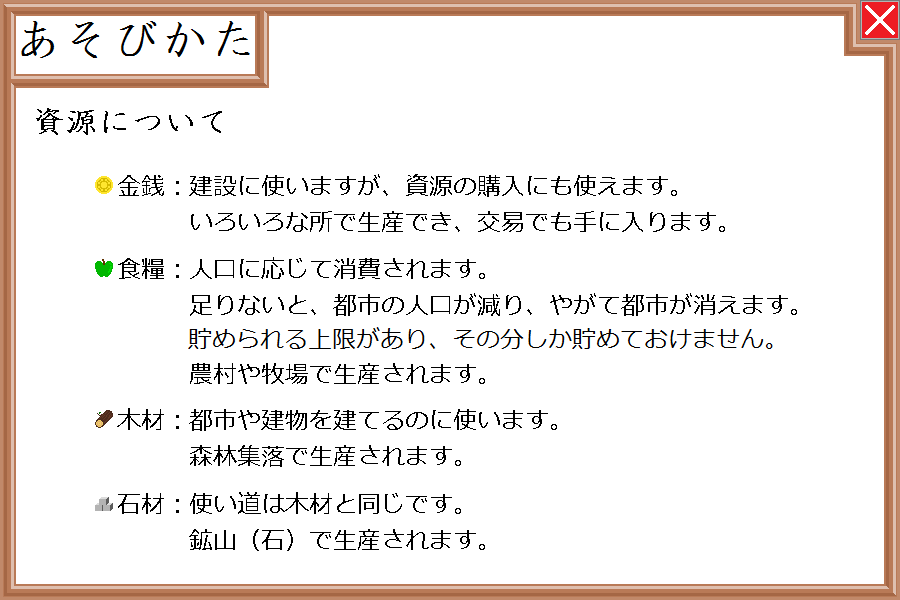 あそびかた
資源について
金銭：建設に使いますが、資源の購入にも使えます。
いろいろな所で生産でき、交易でも手に入ります。
食糧：人口に応じて消費されます。
足りないと、都市の人口が減り、やがて都市が消えます。
貯められる上限があり、その分しか貯めておけません。
農村や牧場で生産されます。
木材：都市や建物を建てるのに使います。
森林集落で生産されます。
石材：使い道は木材と同じです。
鉱山（石）で生産されます。